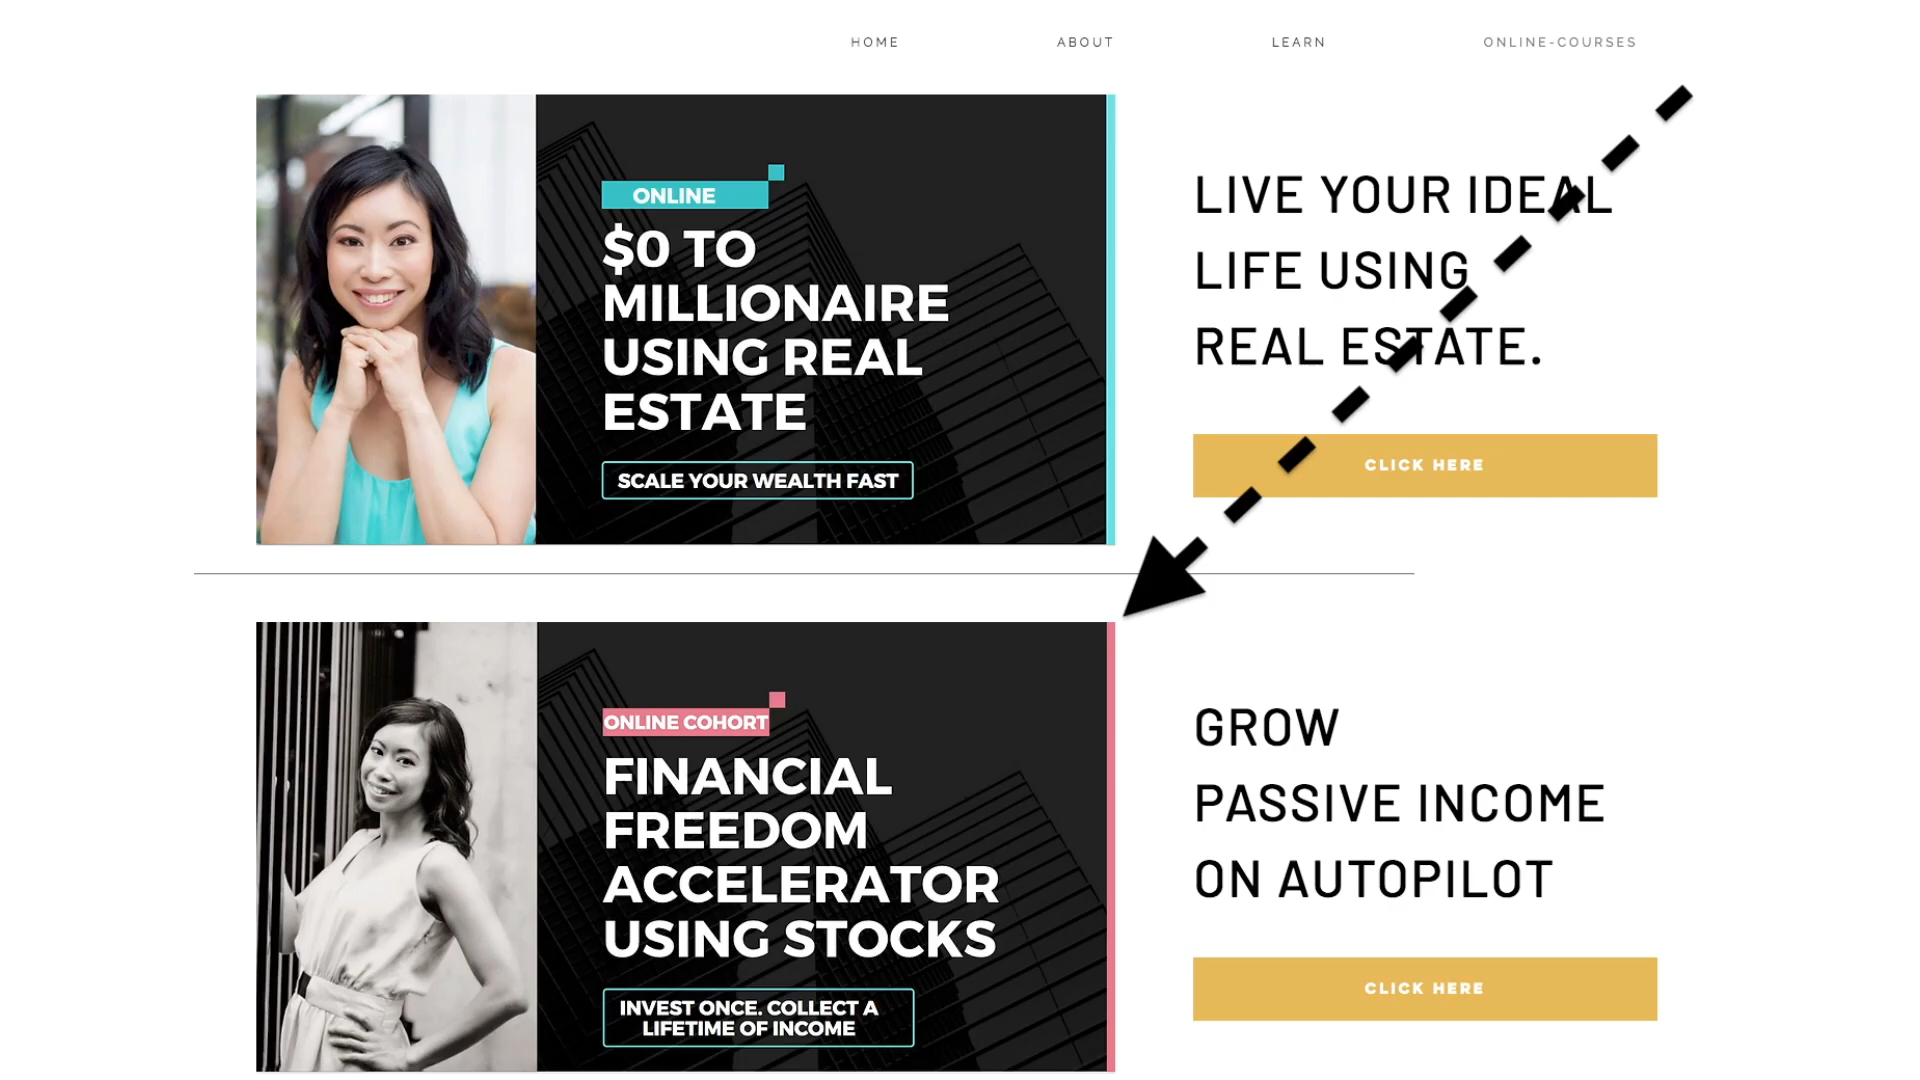 HOME ABOUT LEARN ONLINE-COURSES
ONLINE
$0 TO
MILLIONAIRE
USING REAL
ESTATE
SCALE YOUR WEALTH FAST
LIVE YOUR IDEAL
LIFE USING
REAL ESTATE.
CLICK HERE
ONLINE COHORT
FINANCIAL
FREEDOM
ACCELERATOR
USING STOCKS
INVEST ONCE. COLLECT A
LIFETIME OF INCOME
GROW
PASSIVE INCOME
ON AUTOPILOT
CLICK HERE